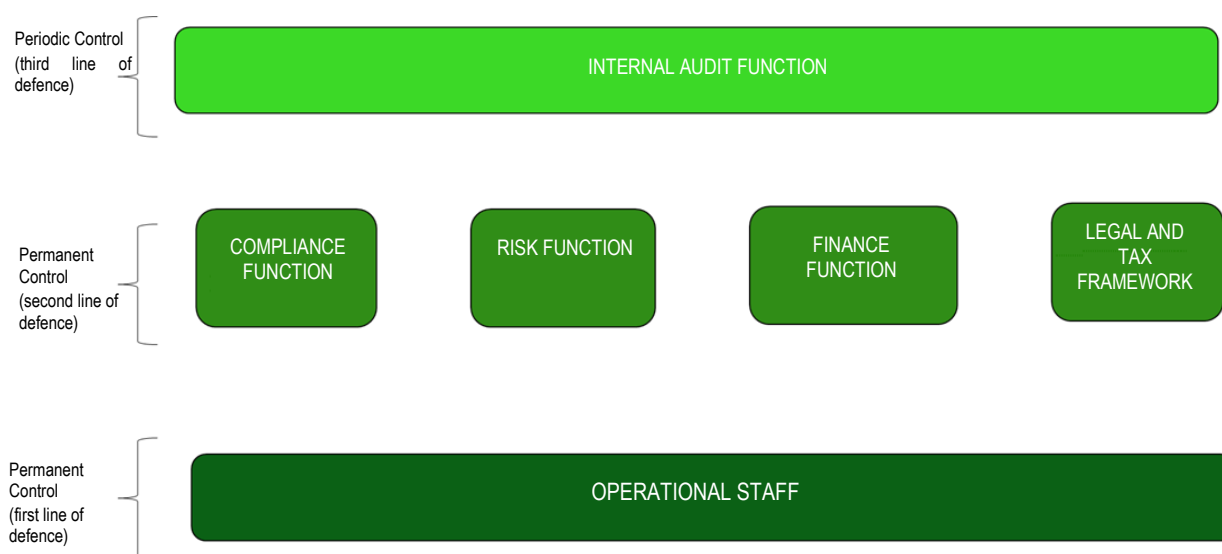 Periodic Control
(third line of
defence)
INTERNAL AUDIT FUNCTION
Permanent
Control
(second line of
defence)
COMPLIANCE
FUNCTION
RISK FUNCTION
FINANCE
FUNCTION
LEGAL AND
TAX
FRAMEWORK
Permanent
Control
(first line of
defence)
OPERATIONAL STAFF